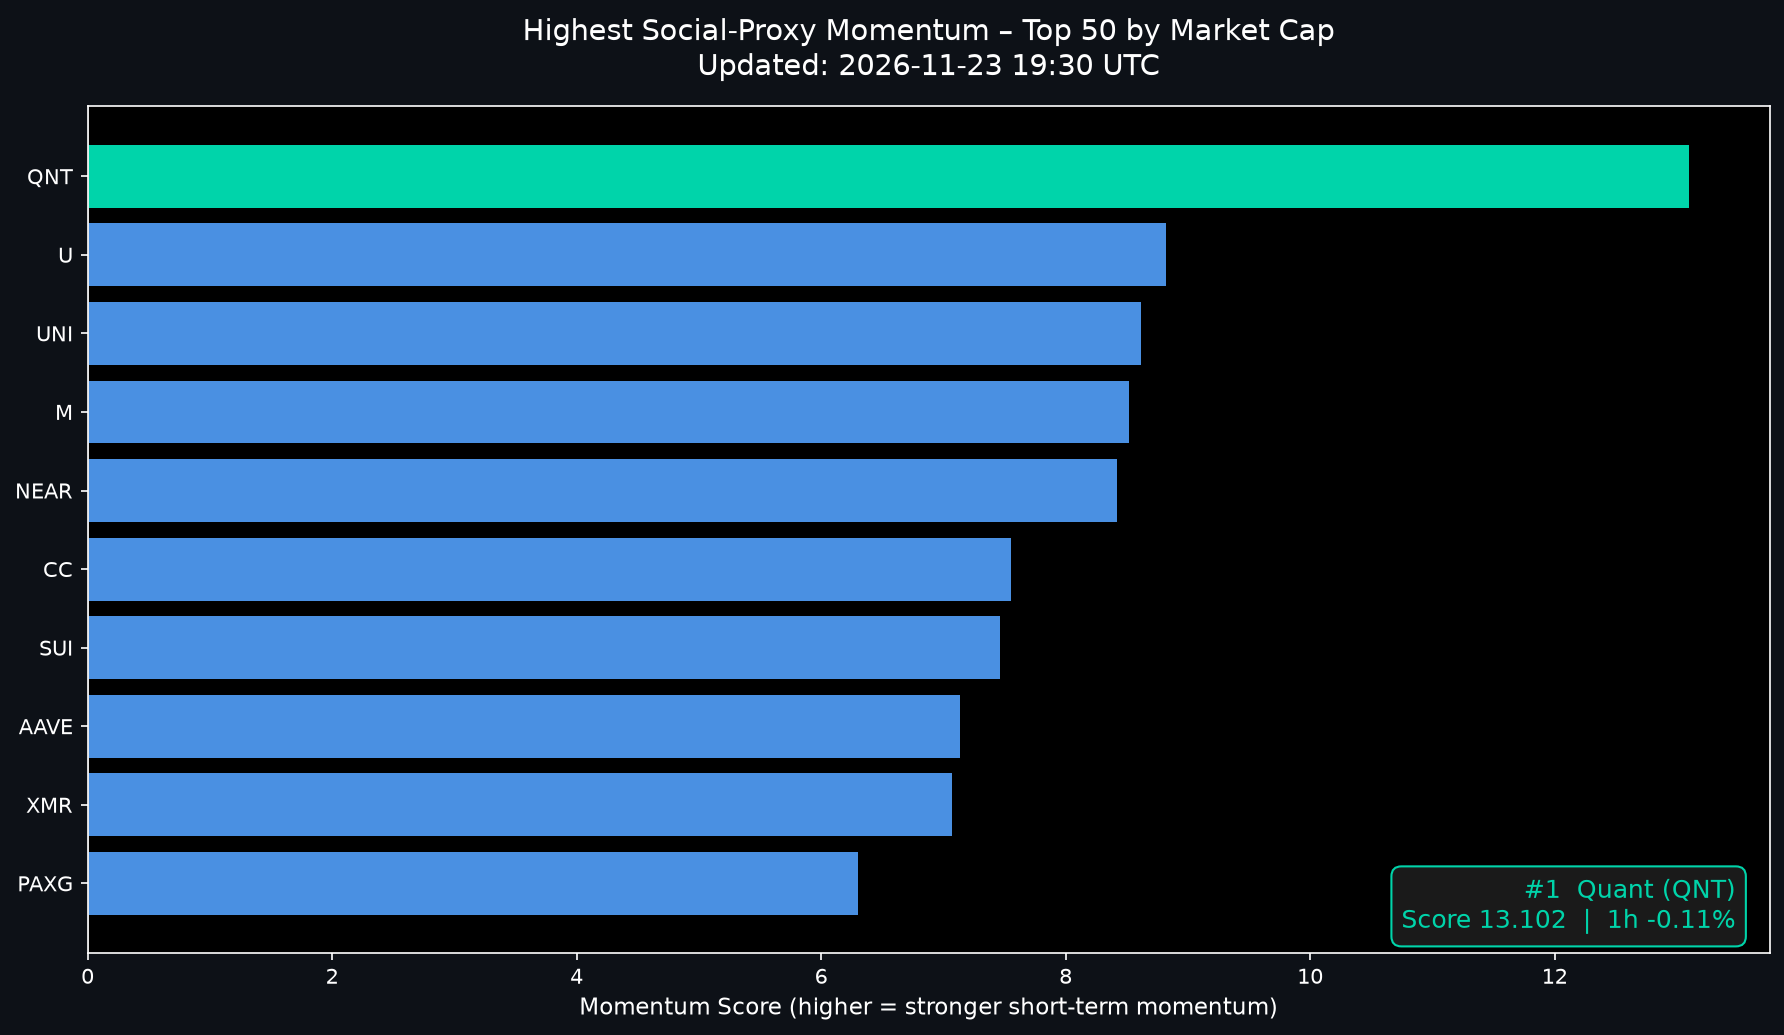 Highest Social-Proxy Momentum – Top 50 by Market Cap
Updated: 2026-11-23 19:30 UTC
QNT
U
UNI
M
NEAR
CC
SUI
AAVE
XMR
PAXG
#1  Quant (QNT)
Score 13.102  |  1h -0.11%
0 2 4 6 8 10 12
Momentum Score (higher = stronger short-term momentum)